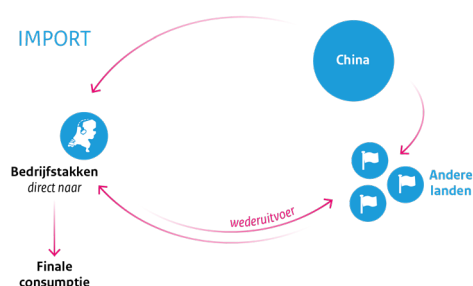 IMPORT
China
Bedrijfstakken
direct naar
Andere
landen
wederuitvoer
Finale
consumptie